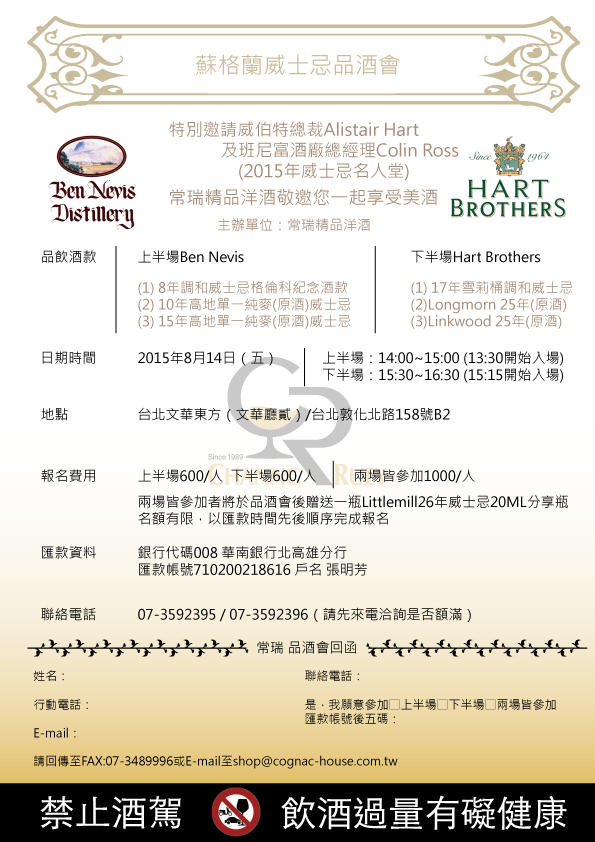 蘇格蘭威士忌品酒會
特別邀請威伯特總裁Alistair Hart
及班尼富酒廠總經理Colin Ross
(2015年威士忌名人堂)
常瑞精品洋酒敬邀您一起享受美酒
主辦單位：常瑞精品洋酒
Ben Nevis
Distillery
Since 1964
HART
BROTHERS
品飲酒款
上半場Ben Nevis
(1) 8年調和威士忌格倫科紀念酒款
(2) 10年高地單一純麥(原酒)威士忌
(3) 15年高地單一純麥(原酒)威士忌
下半場Hart Brothers
(1) 17年雪莉桶調和威士忌
(2)Longmorn 25年(原酒)
(3)Linkwood 25年(原酒)
日期時間
2015年8月14日（五）
上半場：14:00~15:00 (13:30開始入場)
下半場：15:30~16:30 (15:15開始入場)
地點
台北文華東方（文華廳貳）/台北敦化北路158號B2
CR
Since 1989
報名費用
上半場600/人 下半場600/人
兩場皆參加1000/人
兩場皆參加者將於品酒會後贈送一瓶Littlemill26年威士忌20ML分享瓶
名額有限，以匯款時間先後順序完成報名
匯款資料
銀行代碼008 華南銀行北高雄分行
匯款帳號710200218616 戶名 張明芳
聯絡電話
07-3592395 / 07-3592396（請先來電洽詢是否額滿）
常瑞 品酒會回函
姓名：
聯絡電話：
行動電話：
是，我願意參加□上半場□下半場□兩場皆參加
匯款帳號後五碼：
E-mail：
請回傳至FAX:07-3489996或E-mail至shop@cognac-house.com.tw
禁止酒駕
飲酒過量有礙健康